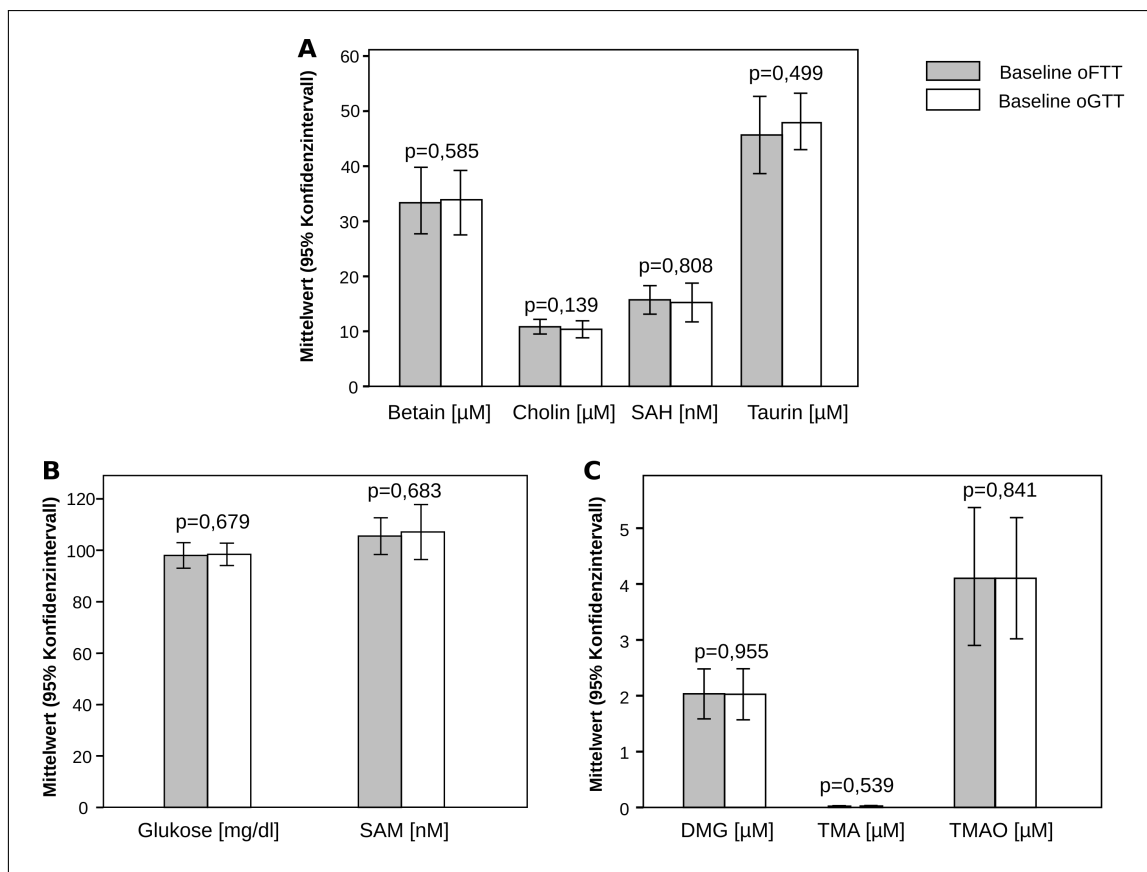 A
Baseline oFTT
Baseline oGTT
Mittelwert (95% Konfidenzintervall)
60
50
40
30
20
10
0
p=0,585
p=0,139
p=0,808
p=0,499
Betain [µM] Cholin [µM] SAH [nM] Taurin [µM]
B
Mittelwert (95% Konfidenzintervall)
120
100
80
60
40
20
0
p=0,679
p=0,683
Glukose [mg/dl] SAM [nM]
C
Mittelwert (95% Konfidenzintervall)
5
4
3
2
1
0
p=0,955
p=0,539
p=0,841
DMG [µM] TMA [µM] TMAO [µM]